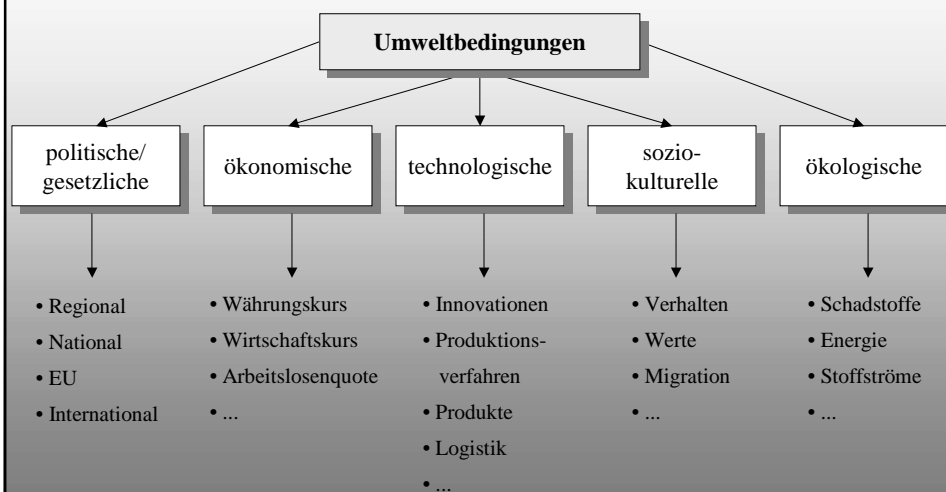 Umweltbedingungen
politische/
gesetzliche
ökonomische
technologische
sozio-
kulturelle
ökologische
• Regional
• National
• EU
• International
• Währungskurs
• Wirtschaftskurs
• Arbeitslosenquote
• ...
• Innovationen
• Produktions-
verfahren
• Produkte
• Logistik
• ...
• Verhalten
• Werte
• Migration
• ...
• Schadstoffe
• Energie
• Stoffströme
• ...